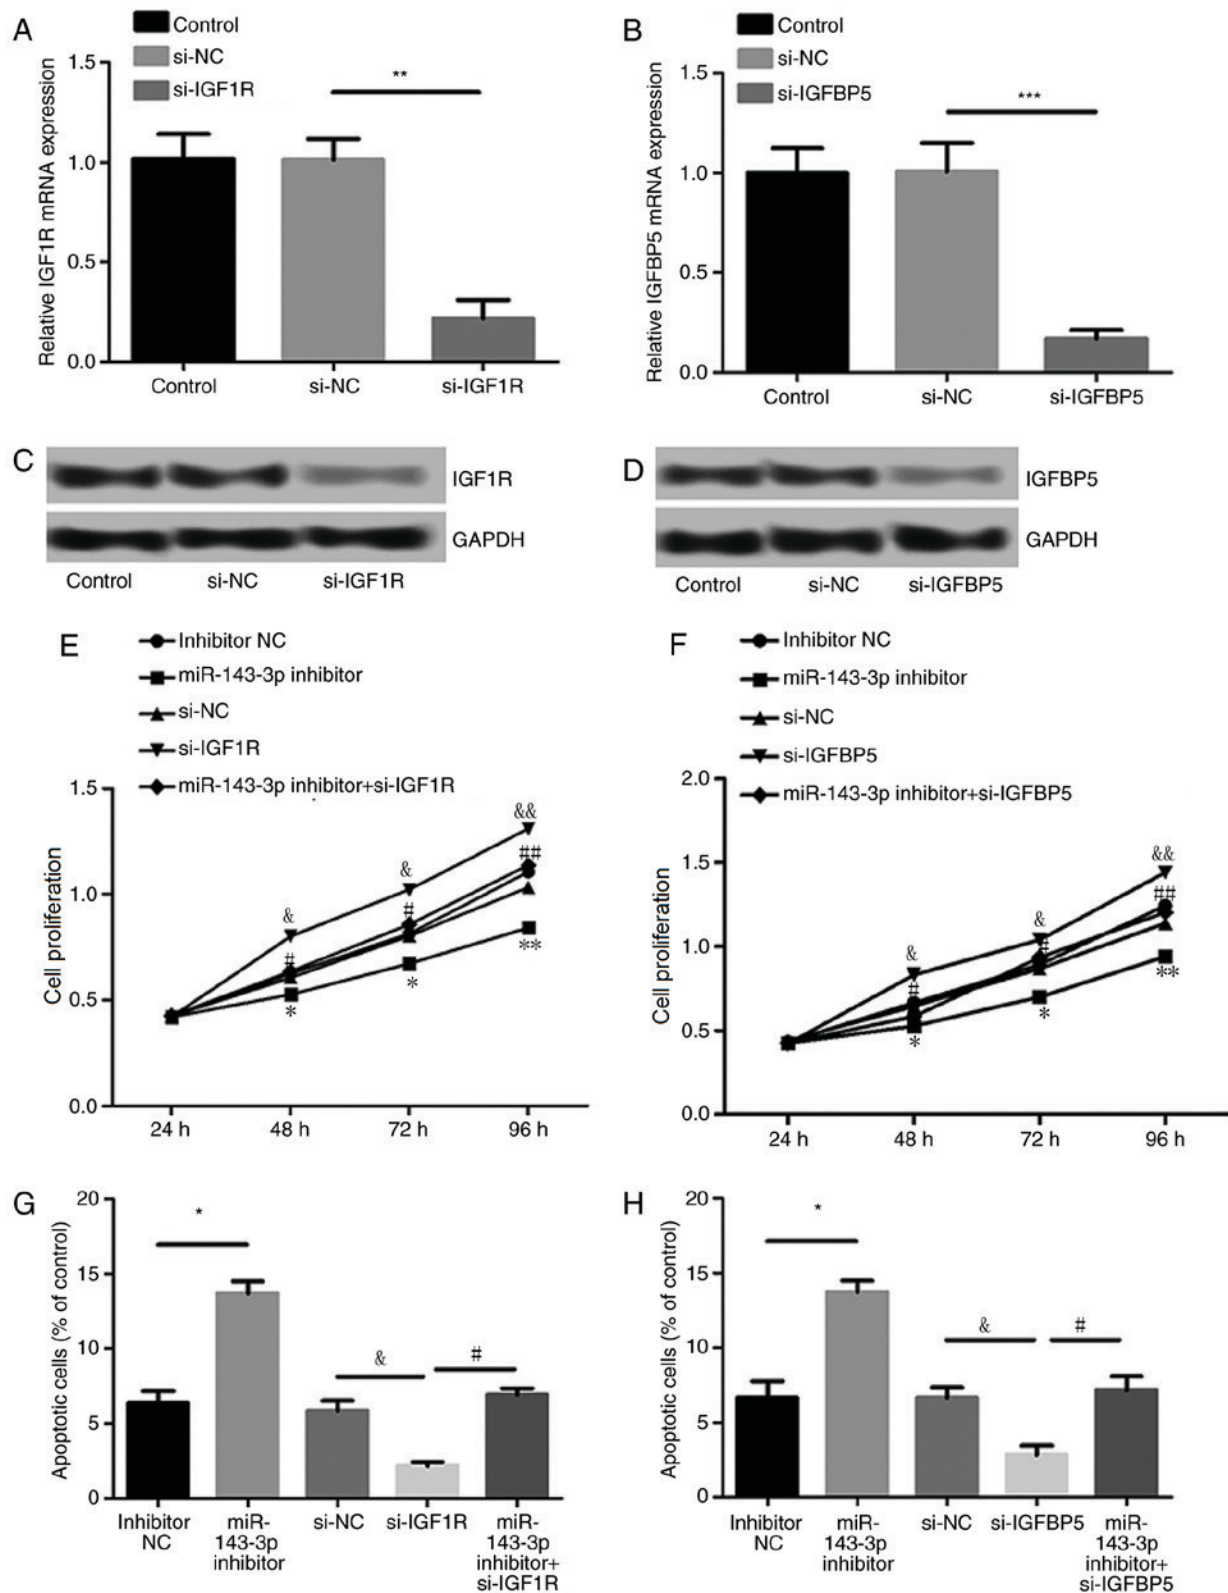 A
Control
si-NC
si-IGF1R
Relative IGF1R mRNA expression
1.5
1.0
0.5
0.0
**
Control
si-NC
si-IGF1R
B
Control
si-NC
si-IGFBP5
Relative IGFBP5 mRNA expression
1.5
1.0
0.5
0.0
***
Control
si-NC
si-IGFBP5
C
IGF1R
GAPDH
Control
si-NC
si-IGF1R
D
IGFBP5
GAPDH
Control
si-NC
si-IGFBP5
E
Inhibitor NC
miR-143-3p inhibitor
si-NC
si-IGF1R
miR-143-3p inhibitor+si-IGF1R
Cell proliferation
1.5
1.0
0.5
0.0
&
#
*
&
#
*
&&
##
**
24 h
48 h
72 h
96 h
F
Inhibitor NC
miR-143-3p inhibitor
si-NC
si-IGFBP5
miR-143-3p inhibitor+si-IGFBP5
Cell proliferation
2.0
1.5
1.0
0.5
0.0
&
#
*
&
#
*
&&
##
**
24 h
48 h
72 h
96 h
G
Apoptotic cells (% of control)
20
15
10
5
0
*
&
#
Inhibitor
NC
miR-
143-3p
inhibitor
si-NC
si-IGF1R
miR-
143-3p
inhibitor+
si-IGF1R
H
Apoptotic cells (% of control)
20
15
10
5
0
*
&
#
Inhibitor
NC
miR-
143-3p
inhibitor
si-NC
si-IGFBP5
miR-
143-3p
inhibitor+
si-IGFBP5